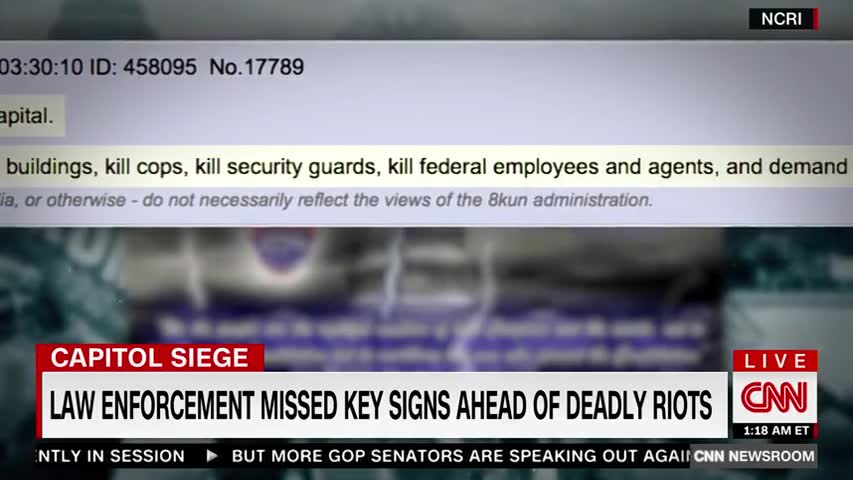 NCRI
03:30:10 ID: 458095 No.17789
apital.
buildings, kill cops, kill security guards, kill federal employees and agents, and demand
ia, or otherwise - do not necessarily reflect the views of the 8kun administration.
CAPITOL SIEGE
LAW ENFORCEMENT MISSED KEY SIGNS AHEAD OF DEADLY RIOTS
LIVE
CNN
1:18 AM ET
NTLY IN SESSION ▶ BUT MORE GOP SENATORS ARE SPEAKING OUT AGAIN
CNN NEWSROOM